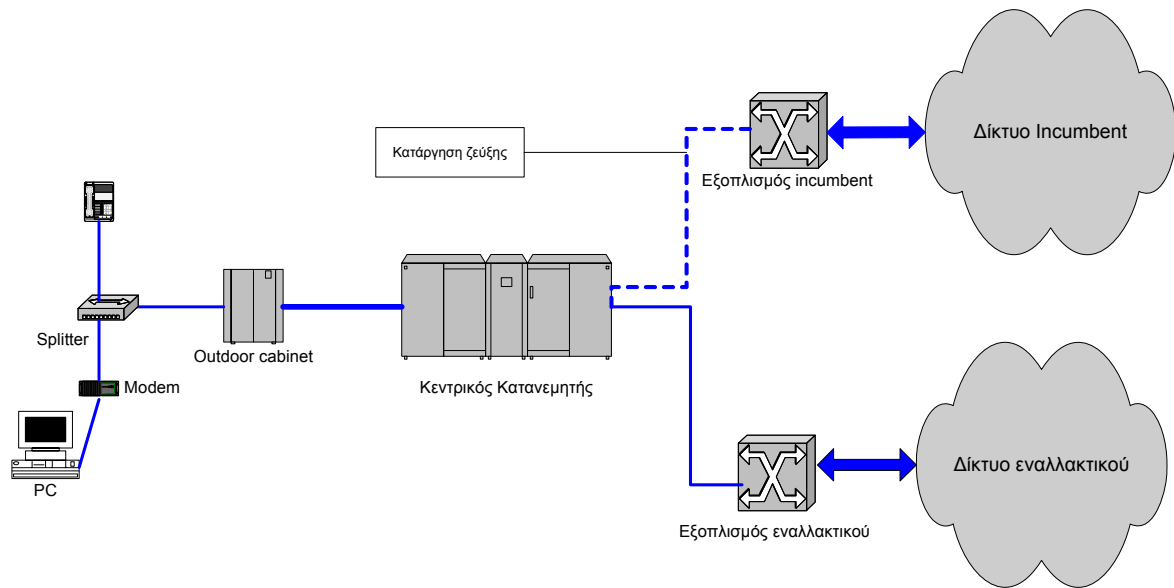 Δίκτυο Incumbent
Κατάργηση ζεύξης
Εξοπλισμός incumbent
Splitter
Outdoor cabinet
Modem
Κεντρικός Κατανεμητής
PC
Δίκτυο εναλλακτικού
Εξοπλισμός εναλλακτικού